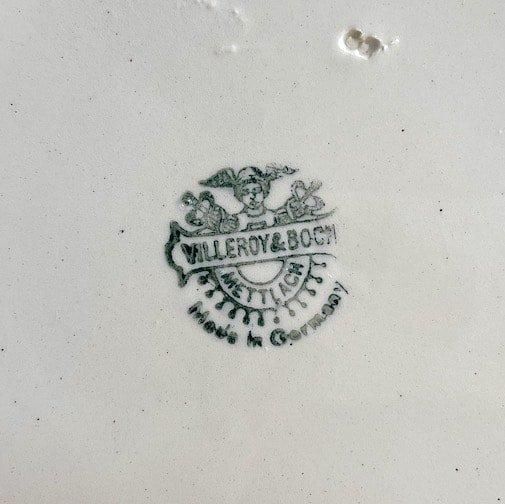 VILLEROY & BOCH
METTLACH
Made in Germany